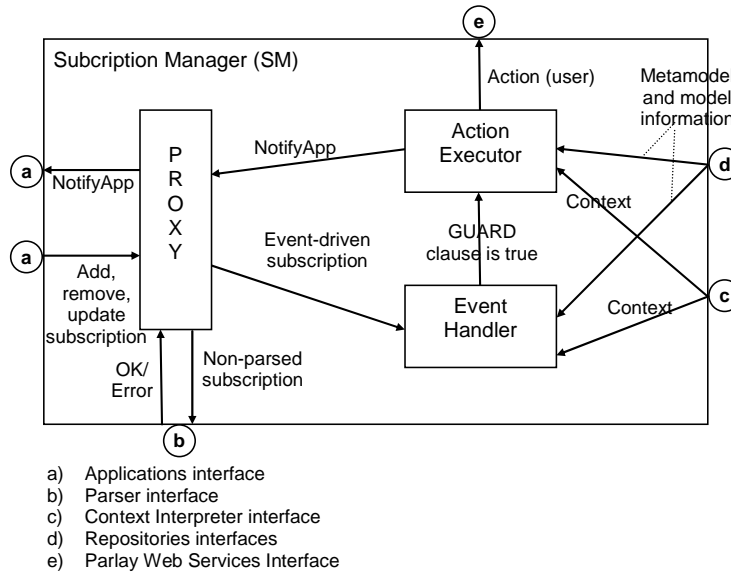 e
Subcription Manager (SM)
Action (user)
Metamodel
and model
information
P
R
O
X
Y
Action
Executor
NotifyApp
a
NotifyApp
d
Context
a
Event-driven
subscription
GUARD
clause is true
Add,
remove,
update
subscription
Event
Handler
Context
c
OK/
Error
Non-parsed
subscription
b
a) Applications interface
b) Parser interface
c) Context Interpreter interface
d) Repositories interfaces
e) Parlay Web Services Interface